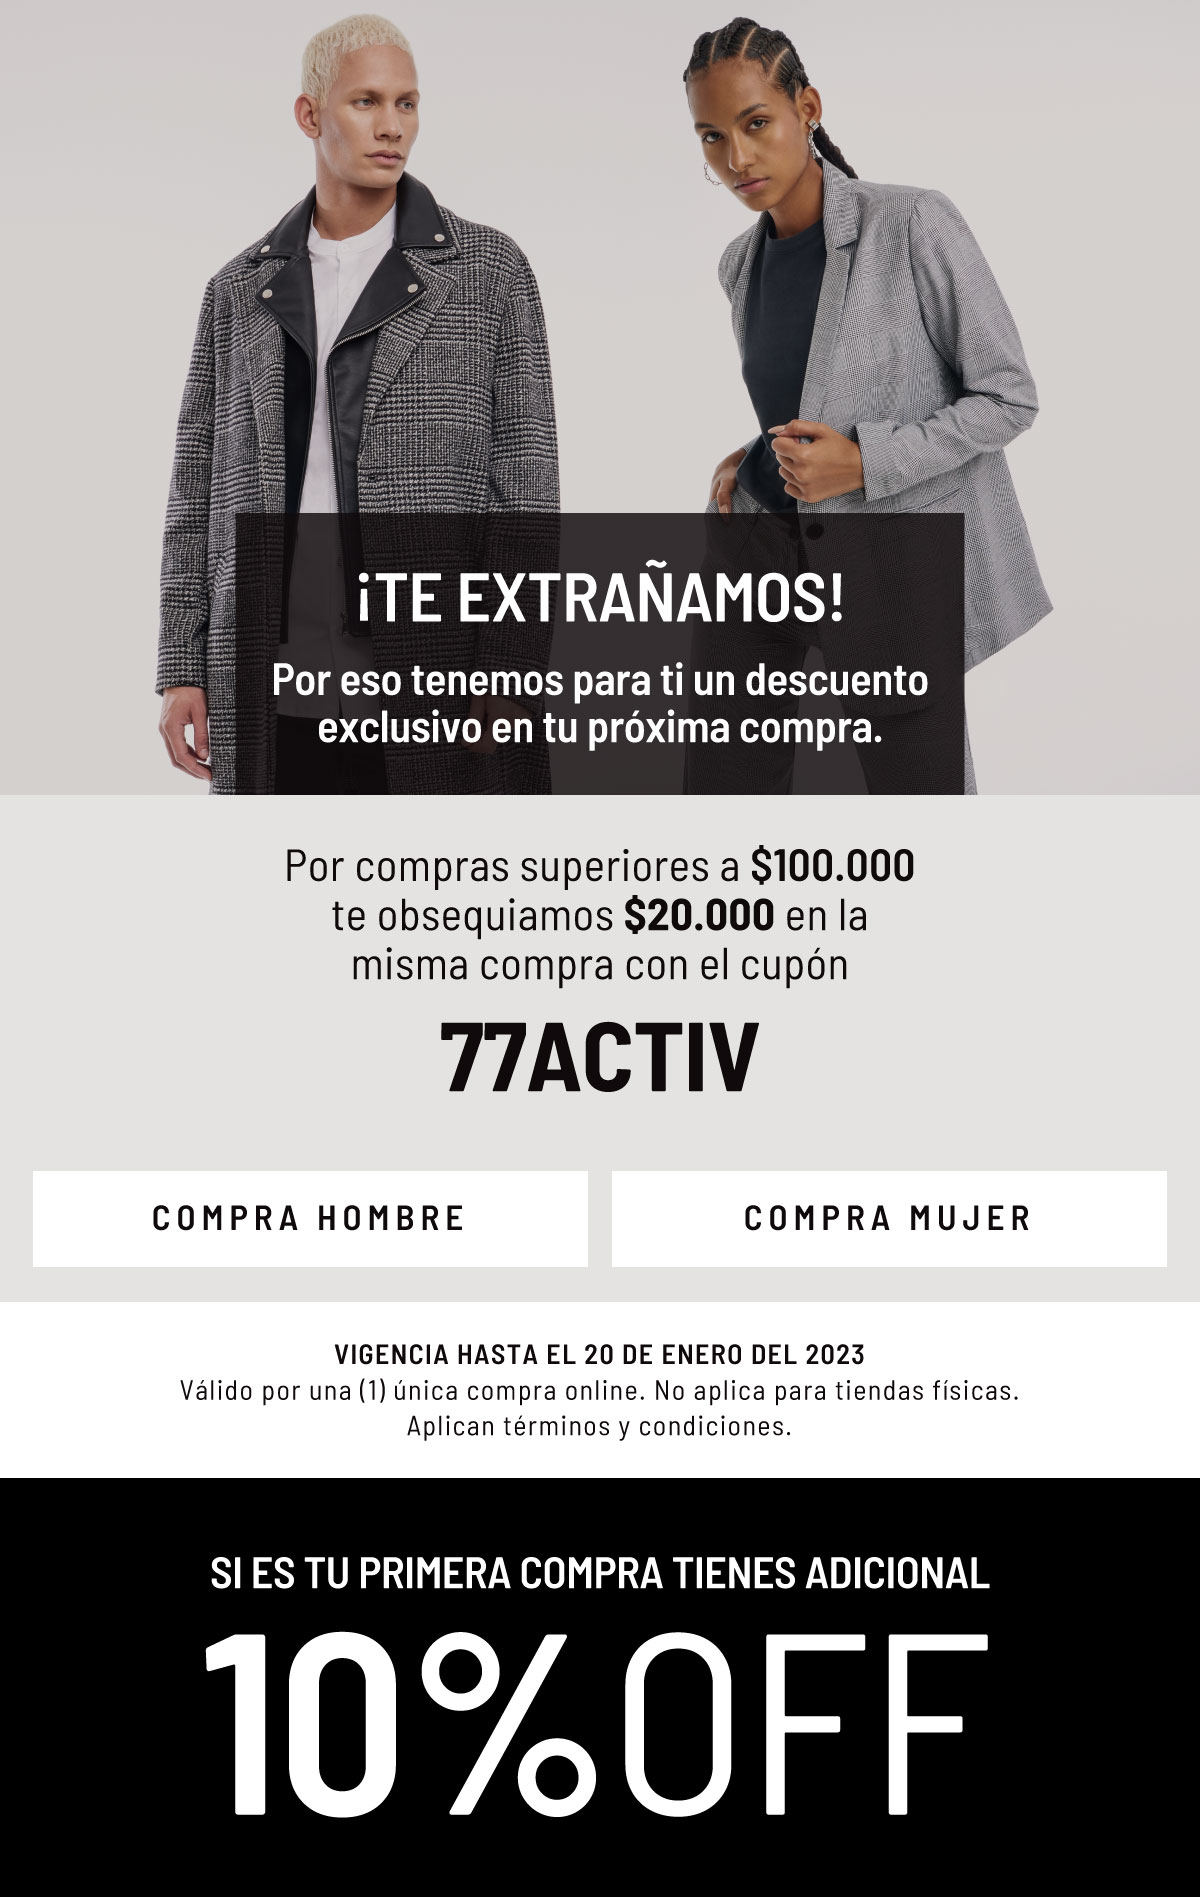 ¡TE EXTRAÑAMOS!
Por eso tenemos para ti un descuento
exclusivo en tu próxima compra.
Por compras superiores a $100.000
te obsequiamos $20.000 en la
misma compra con el cupón
77ACTIV
COMPRA HOMBRE
COMPRA MUJER
VIGENCIA HASTA EL 20 DE ENERO DEL 2023
Válido por una (1) única compra online. No aplica para tiendas físicas.
Aplican términos y condiciones.
SI ES TU PRIMERA COMPRA TIENES ADICIONAL
10%OFF